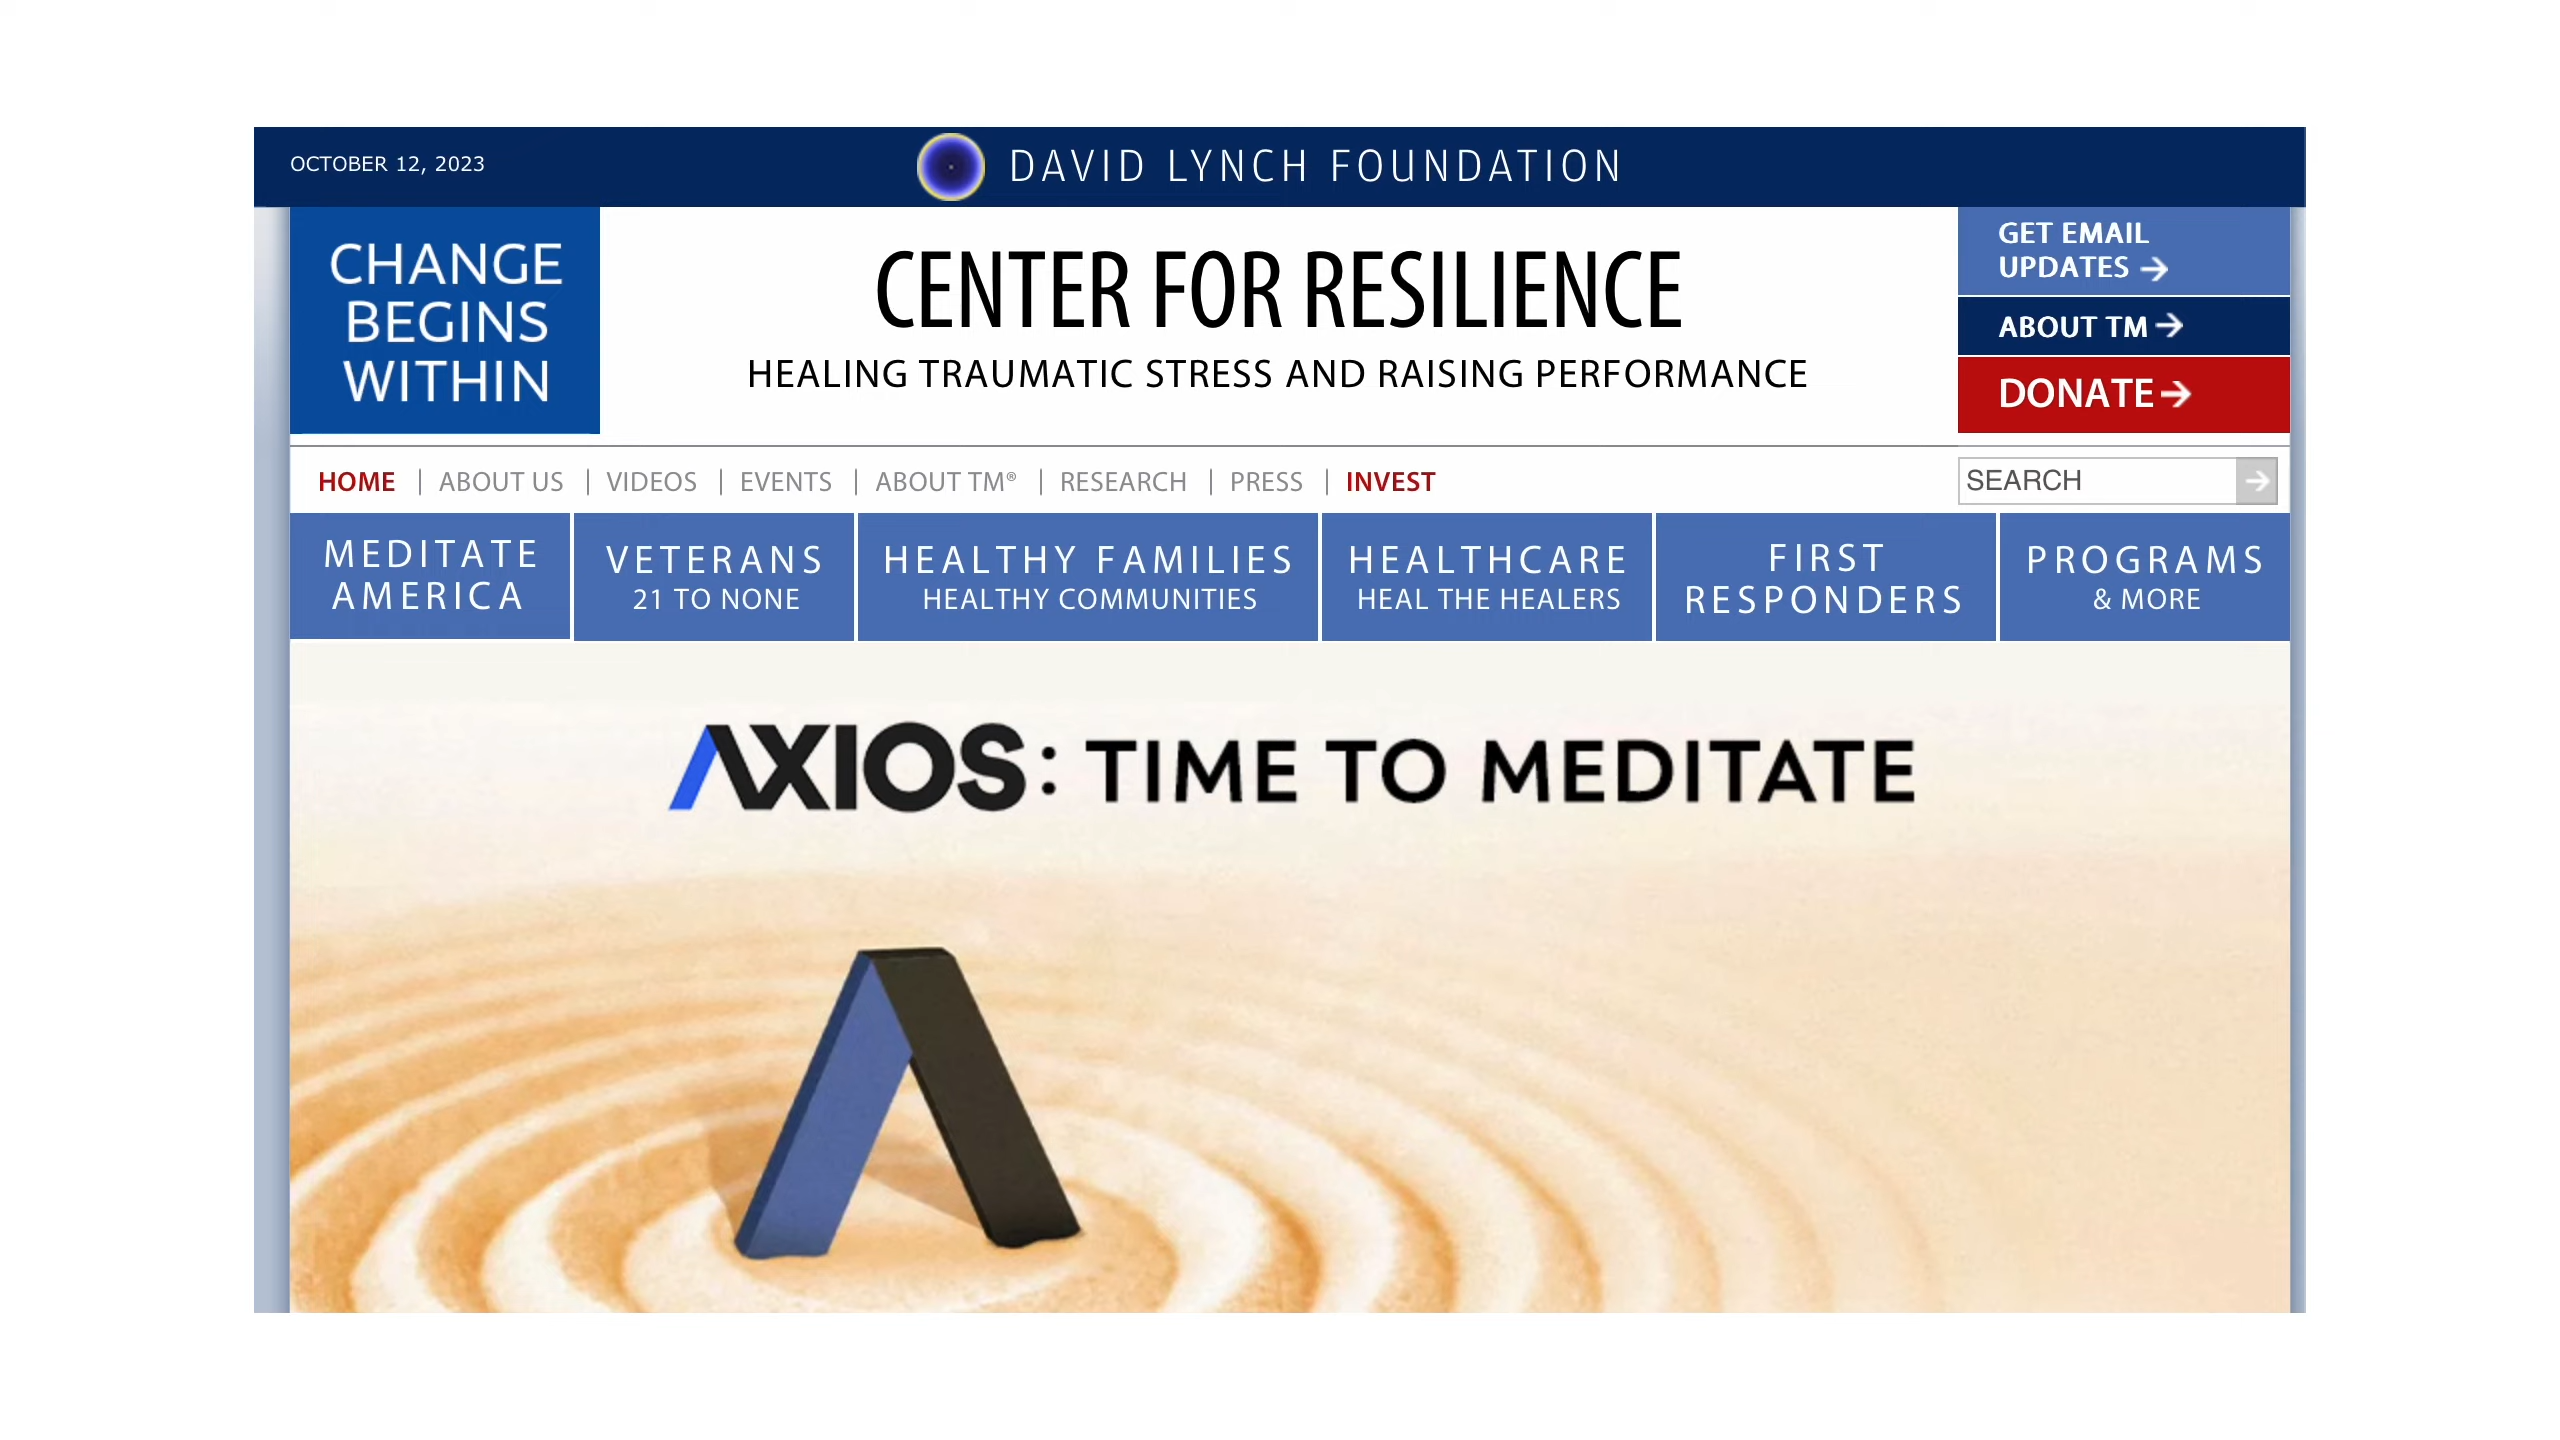 OCTOBER 12, 2023
DAVID LYNCH FOUNDATION
CHANGE
BEGINS
WITHIN
CENTER FOR RESILIENCE
HEALING TRAUMATIC STRESS AND RAISING PERFORMANCE
GET EMAIL
UPDATES
ABOUT TM
DONATE
HOME | ABOUT US | VIDEOS | EVENTS | ABOUT TM® | RESEARCH | PRESS | INVEST
SEARCH
MEDITATE
AMERICA
VETERANS
21 TO NONE
HEALTHY FAMILIES
HEALTHY COMMUNITIES
HEALTHCARE
HEAL THE HEALERS
FIRST
RESPONDERS
PROGRAMS
& MORE
AXIOS: TIME TO MEDITATE